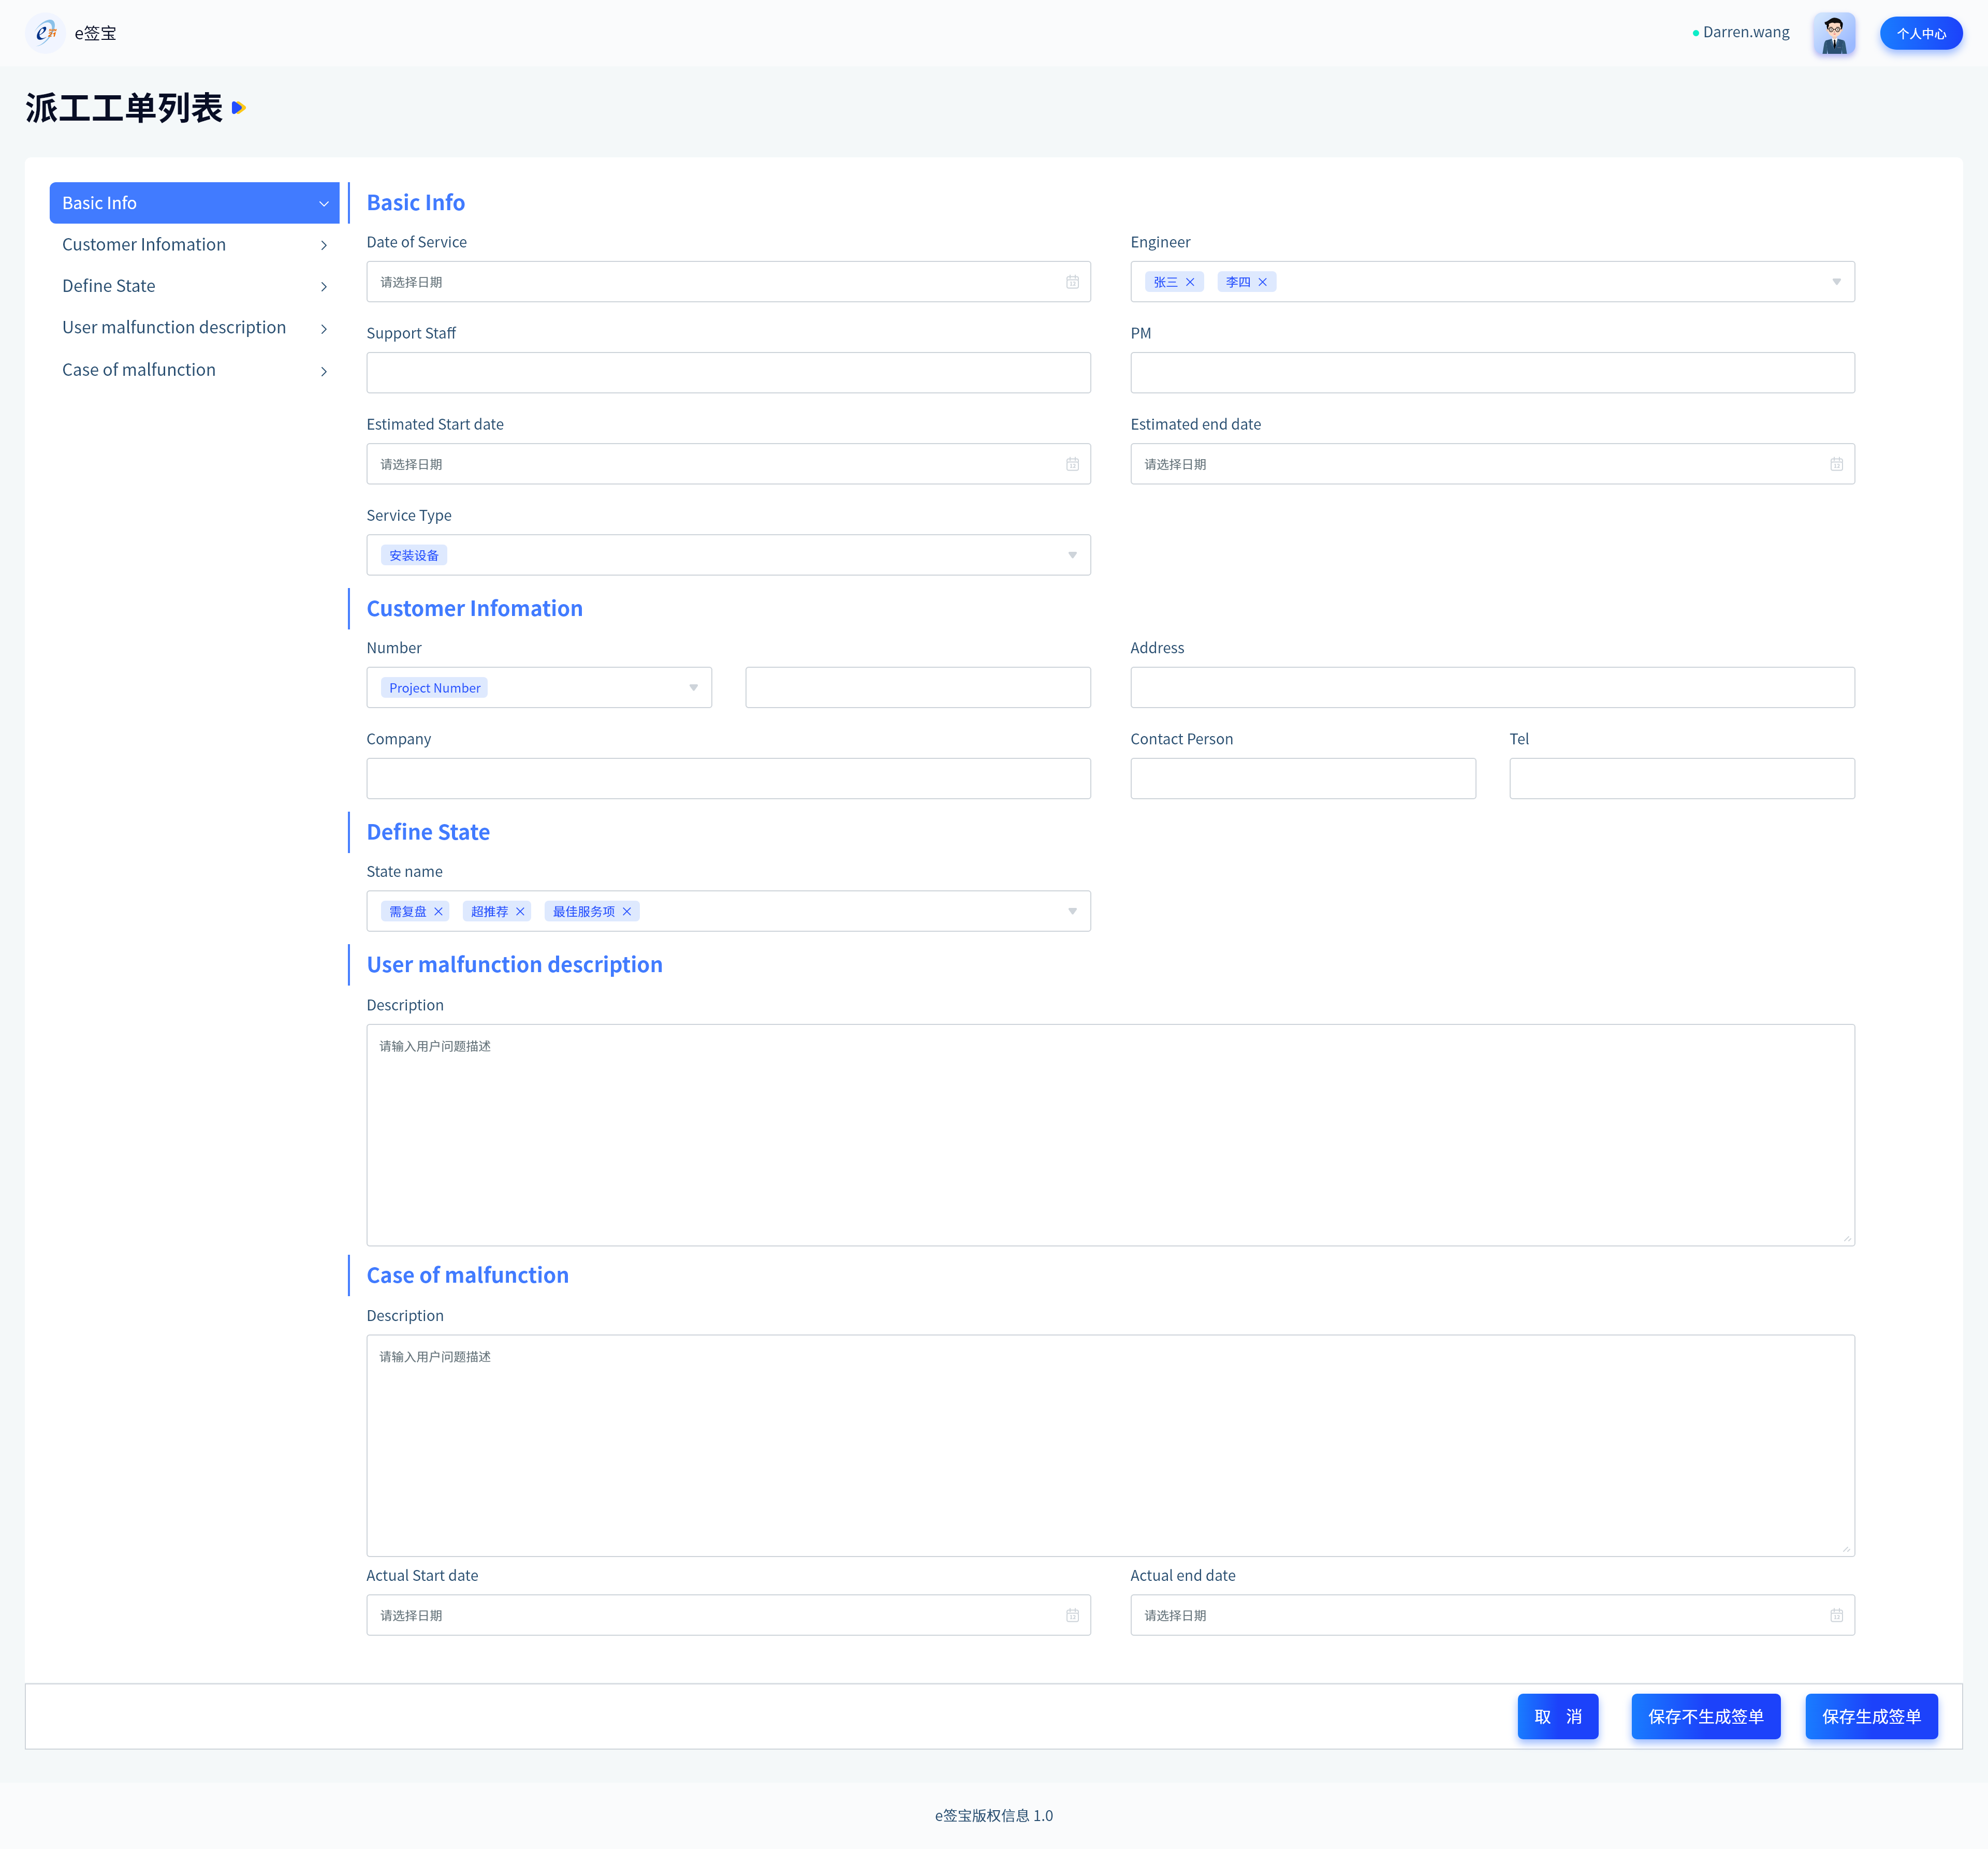 e签宝
Darren.wang
个人中心
派工工单列表
Basic Info
Customer Infomation
Define State
User malfunction description
Case of malfunction
Basic Info
Date of Service
Engineer
请选择日期
张三
李四
Support Staff
PM
Estimated Start date
Estimated end date
请选择日期
请选择日期
Service Type
安装设备
Customer Infomation
Number
Address
Project Number
Company
Contact Person
Tel
Define State
State name
需复盘
超推荐
最佳服务项
User malfunction description
Description
请输入用户问题描述
Case of malfunction
Description
请输入用户问题描述
Actual Start date
Actual end date
请选择日期
请选择日期
取 消
保存不生成签单
保存生成签单
e签宝版权信息 1.0